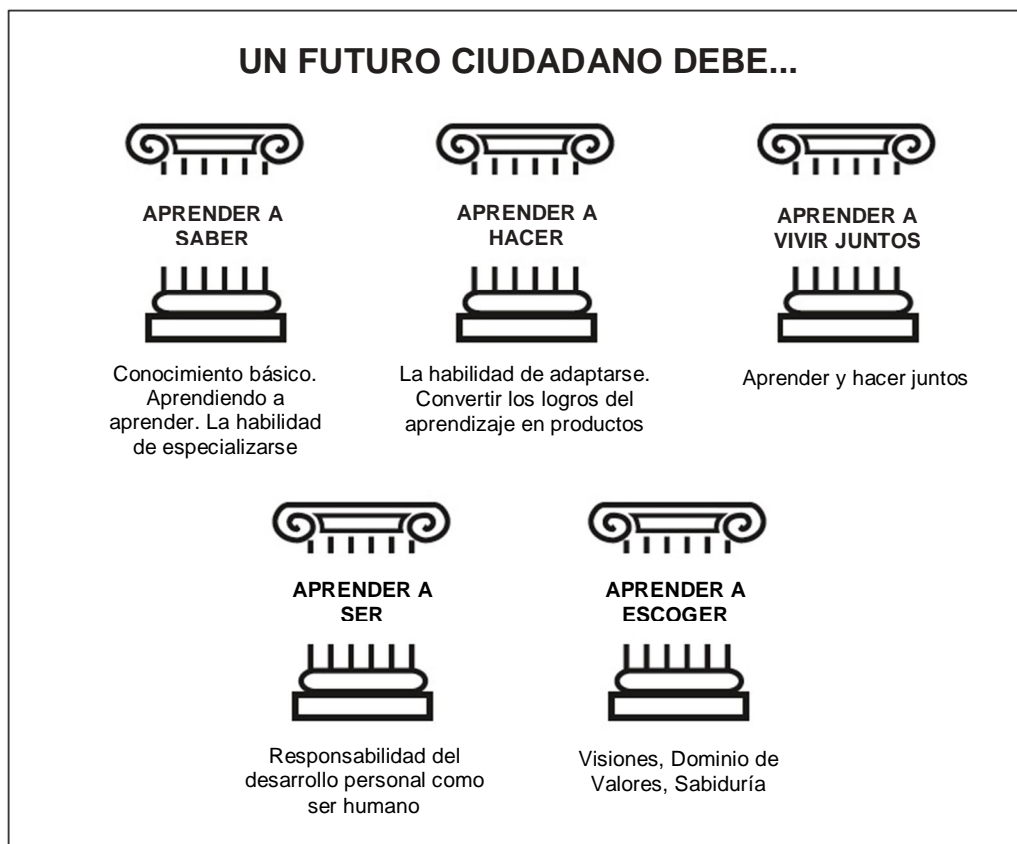 UN FUTURO CIUDADANO DEBE...
APRENDER A
SABER
Conocimiento básico.
Aprendiendo a
aprender. La habilidad
de especializarse
APRENDER A
HACER
La habilidad de adaptarse.
Convertir los logros del
aprendizaje en productos
APRENDER A
VIVIR JUNTOS
Aprender y hacer juntos
APRENDER A
SER
Responsabilidad del
desarrollo personal como
ser humano
APRENDER A
ESCOGER
Visiones, Dominio de
Valores, Sabiduría